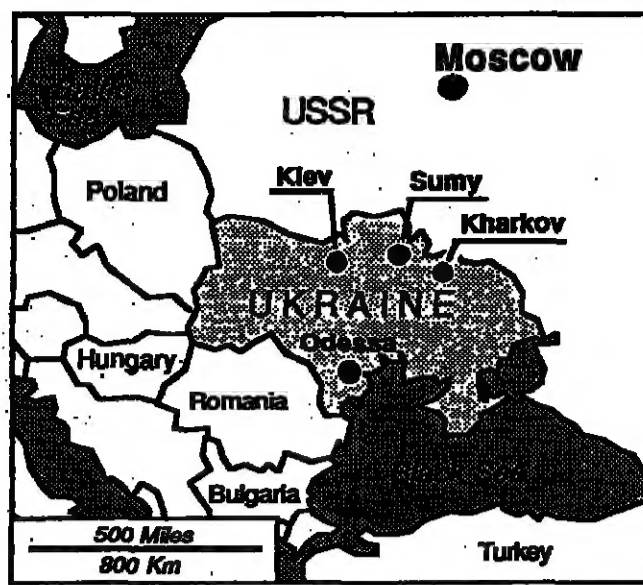 Moscow
USSR
Kiev
Sumy
Poland
Kharkov
UKRAINE
Odessa
Hungary
Romania
Bulgaria
500 Miles
800 Km
Turkey